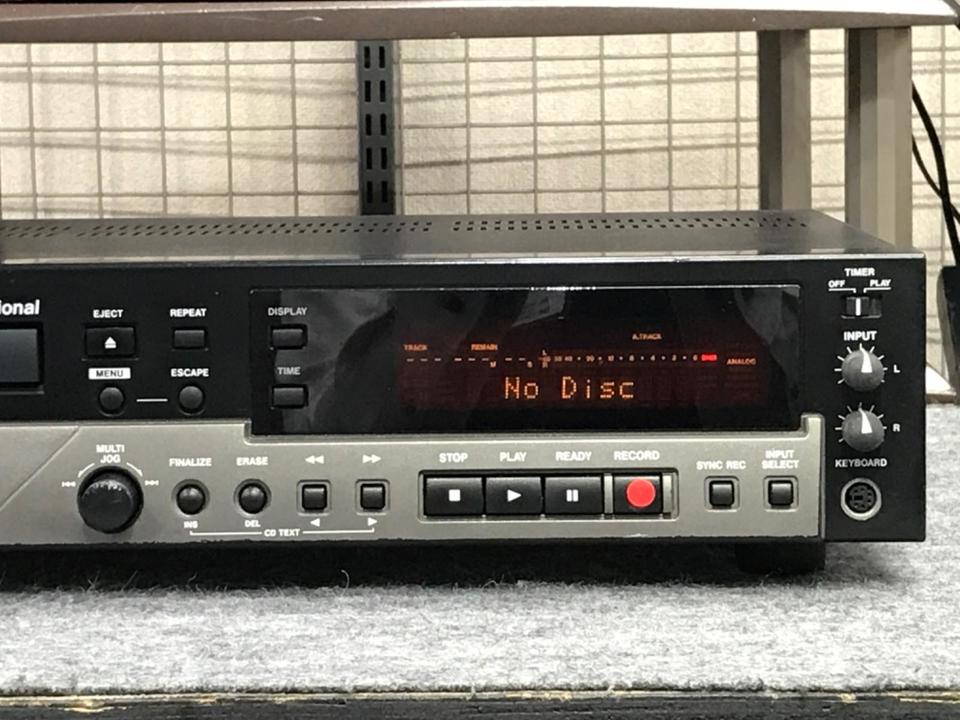 ional
EJECT
REPEAT
MENU
ESCAPE
DISPLAY
TIME
TRACK
REMAIN
A.TRACK
M
S
L
R
OVER
ANALOG
No Disc
TIMER
OFF
PLAY
INPUT
L
R
KEYBOARD
MULTI
JOG
FINALIZE
ERASE
INS
DEL
CD TEXT
STOP
PLAY
READY
RECORD
SYNC REC
INPUT
SELECT